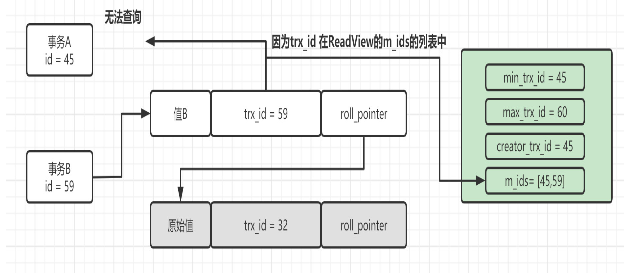 无法查询
事务A
id = 45
因为trx_id 在ReadView的m_ids的列表中
min_trx_id = 45
max_trx_id = 60
creator_trx_id = 45
m_ids= [45,59]
值B
trx_id = 59
roll_pointer
事务B
id = 59
原始值
trx_id = 32
roll_pointer